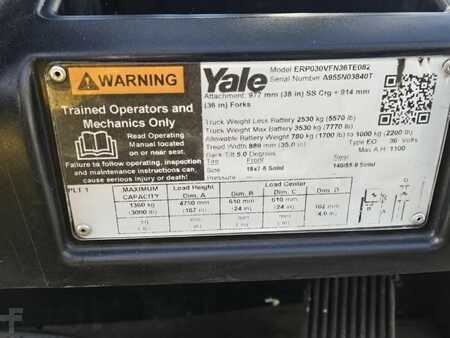 WARNING
Trained Operators and
Mechanics Only
Read Operating
Manual located
on or near seat.
Failure to follow operating, inspection
and maintenance instructions can,
cause serious injury or death.
Yale
Model ERP030VFN36TE082
Serial Number A955N03840T
Attachment: 972 mm (38 in) SS Crg + 914 mm
(36 in) Forks
Truck Weight Less Battery 2530 kg (5570 lb)
Truck Weight Max Battery 3530 kg (7770 lb)
Allowable Battery Weight 780 kg (1700 lb) to 1000 kg (2200 lb)
Tread Width 889 mm (35.0 in) Type EO 36 Volts
Back Tilt 5.0 Degrees Max A H 1100
Tire Front Steer
Size 18x7-8 Solid 140/55-9 Solid
Pressure
MAXIMUM
CAPACITY
Load Height
Load Center
Dim. A Dim. B Dim. C Dim. D
1360 kg 4750 mm 610 mm 610 mm 102 mm
(3000 lb) (187 in) (24 in) (24 in) (4.0 in)